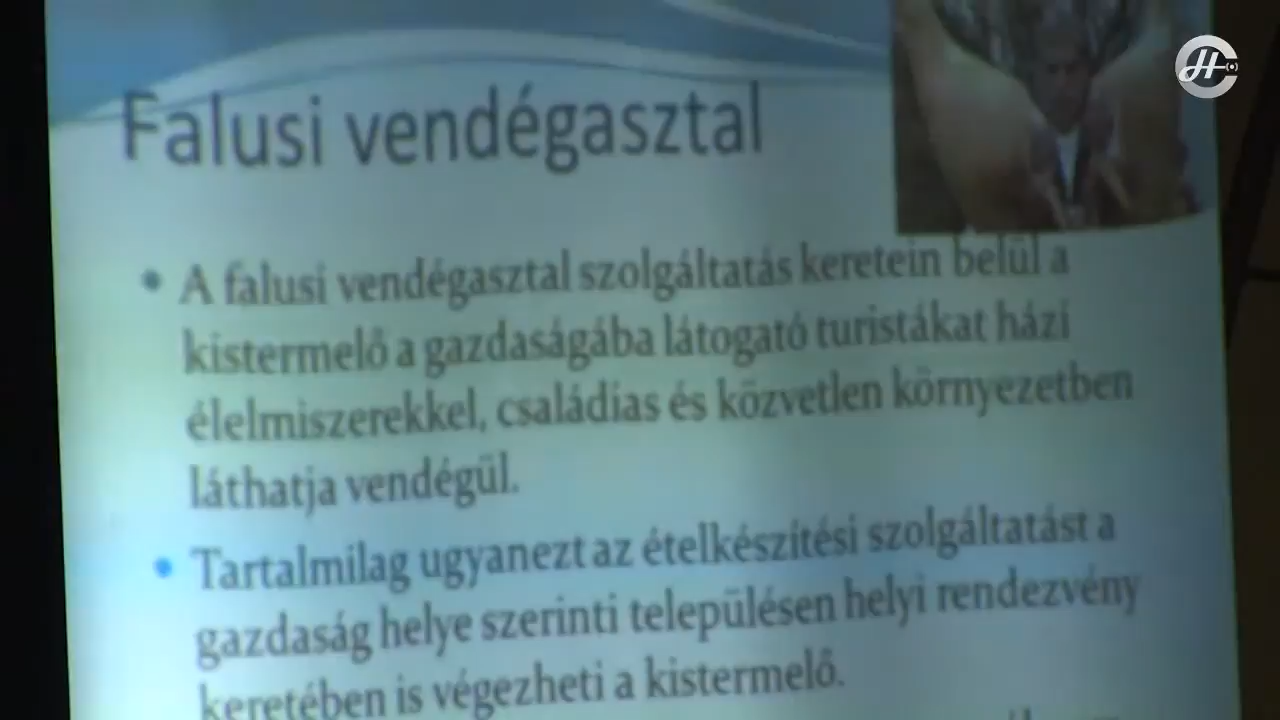 Falusi vendégasztal
• A falusi vendégasztal szolgáltatás keretein belül a
kistermelő a gazdaságába látogató turistákat házi
élelmiszerekkel, családias és közvetlen környezetben
láthatja vendégül.
• Tartalmilag ugyanezt az ételkészítési szolgáltatást a
gazdaság helye szerinti településen helyi rendezvény
keretében is végezheti a kistermelő.